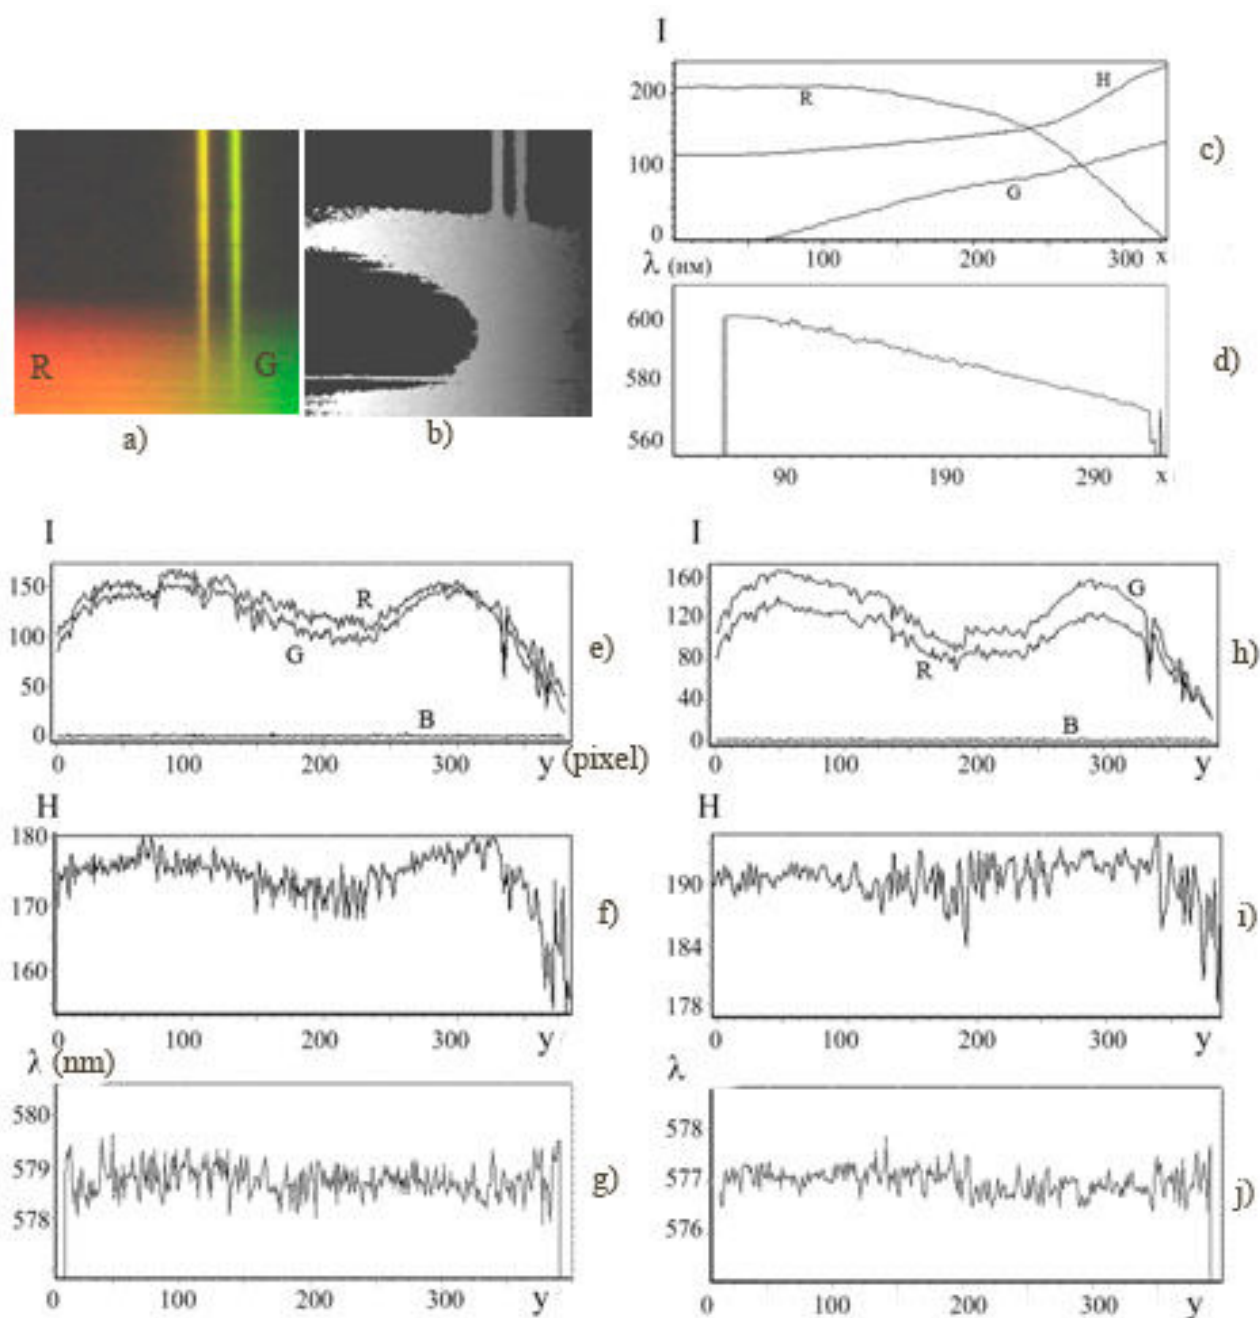 R G
a)
b)
I
200
100
0
R H G
100 200 300 x
c)
λ (нм)
600
580
560
90 190 290 x
d)
I
150
100
50
0
R
G
B
0 100 200 300 y (pixel)
e)
I
160
120
80
40
0
G
R
B
0 100 200 300 y
h)
H
180
170
160
0 100 200 300 y
f)
H
190
184
178
0 100 200 300 y
i)
λ (nm)
580
579
578
0 100 200 300 y
g)
λ
578
577
576
0 100 200 300 y
j)